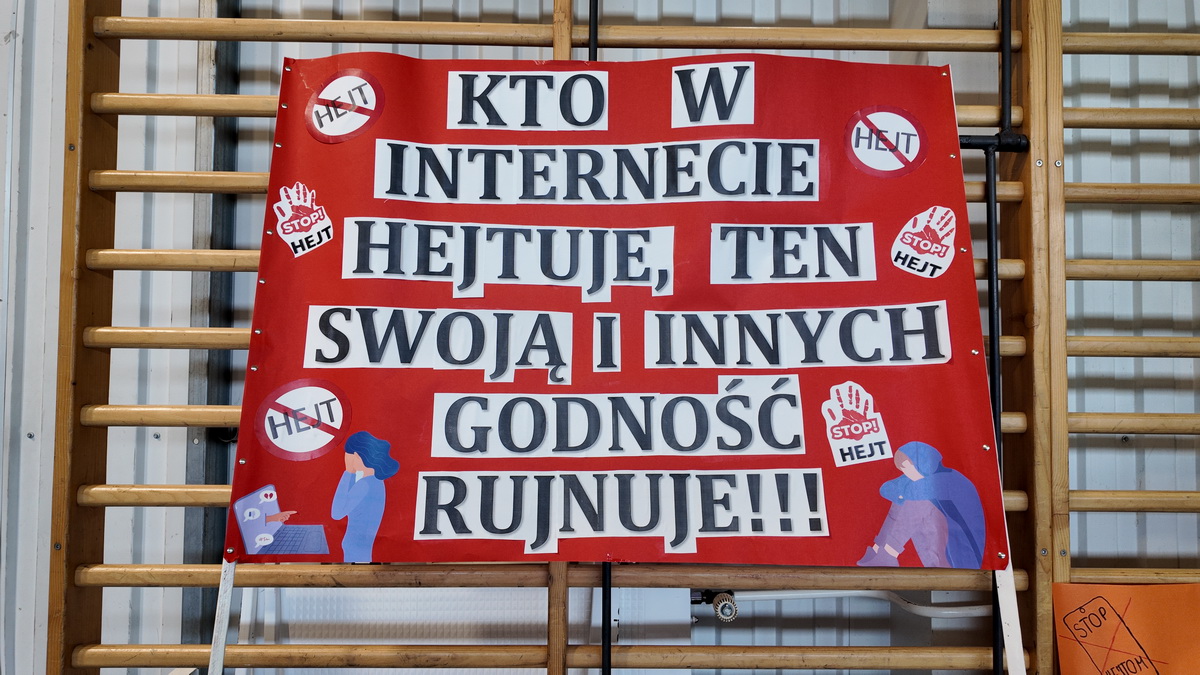 KTO W
INTERNECIE
HEJTUJE, TEN
SWOJĄ I INNYCH
GODNOŚĆ
RUJNUJE!!!
HEJT
HEJT
STOP!
HEJT
STOP!
HEJT
HEJT
STOP!
HEJT
STOP